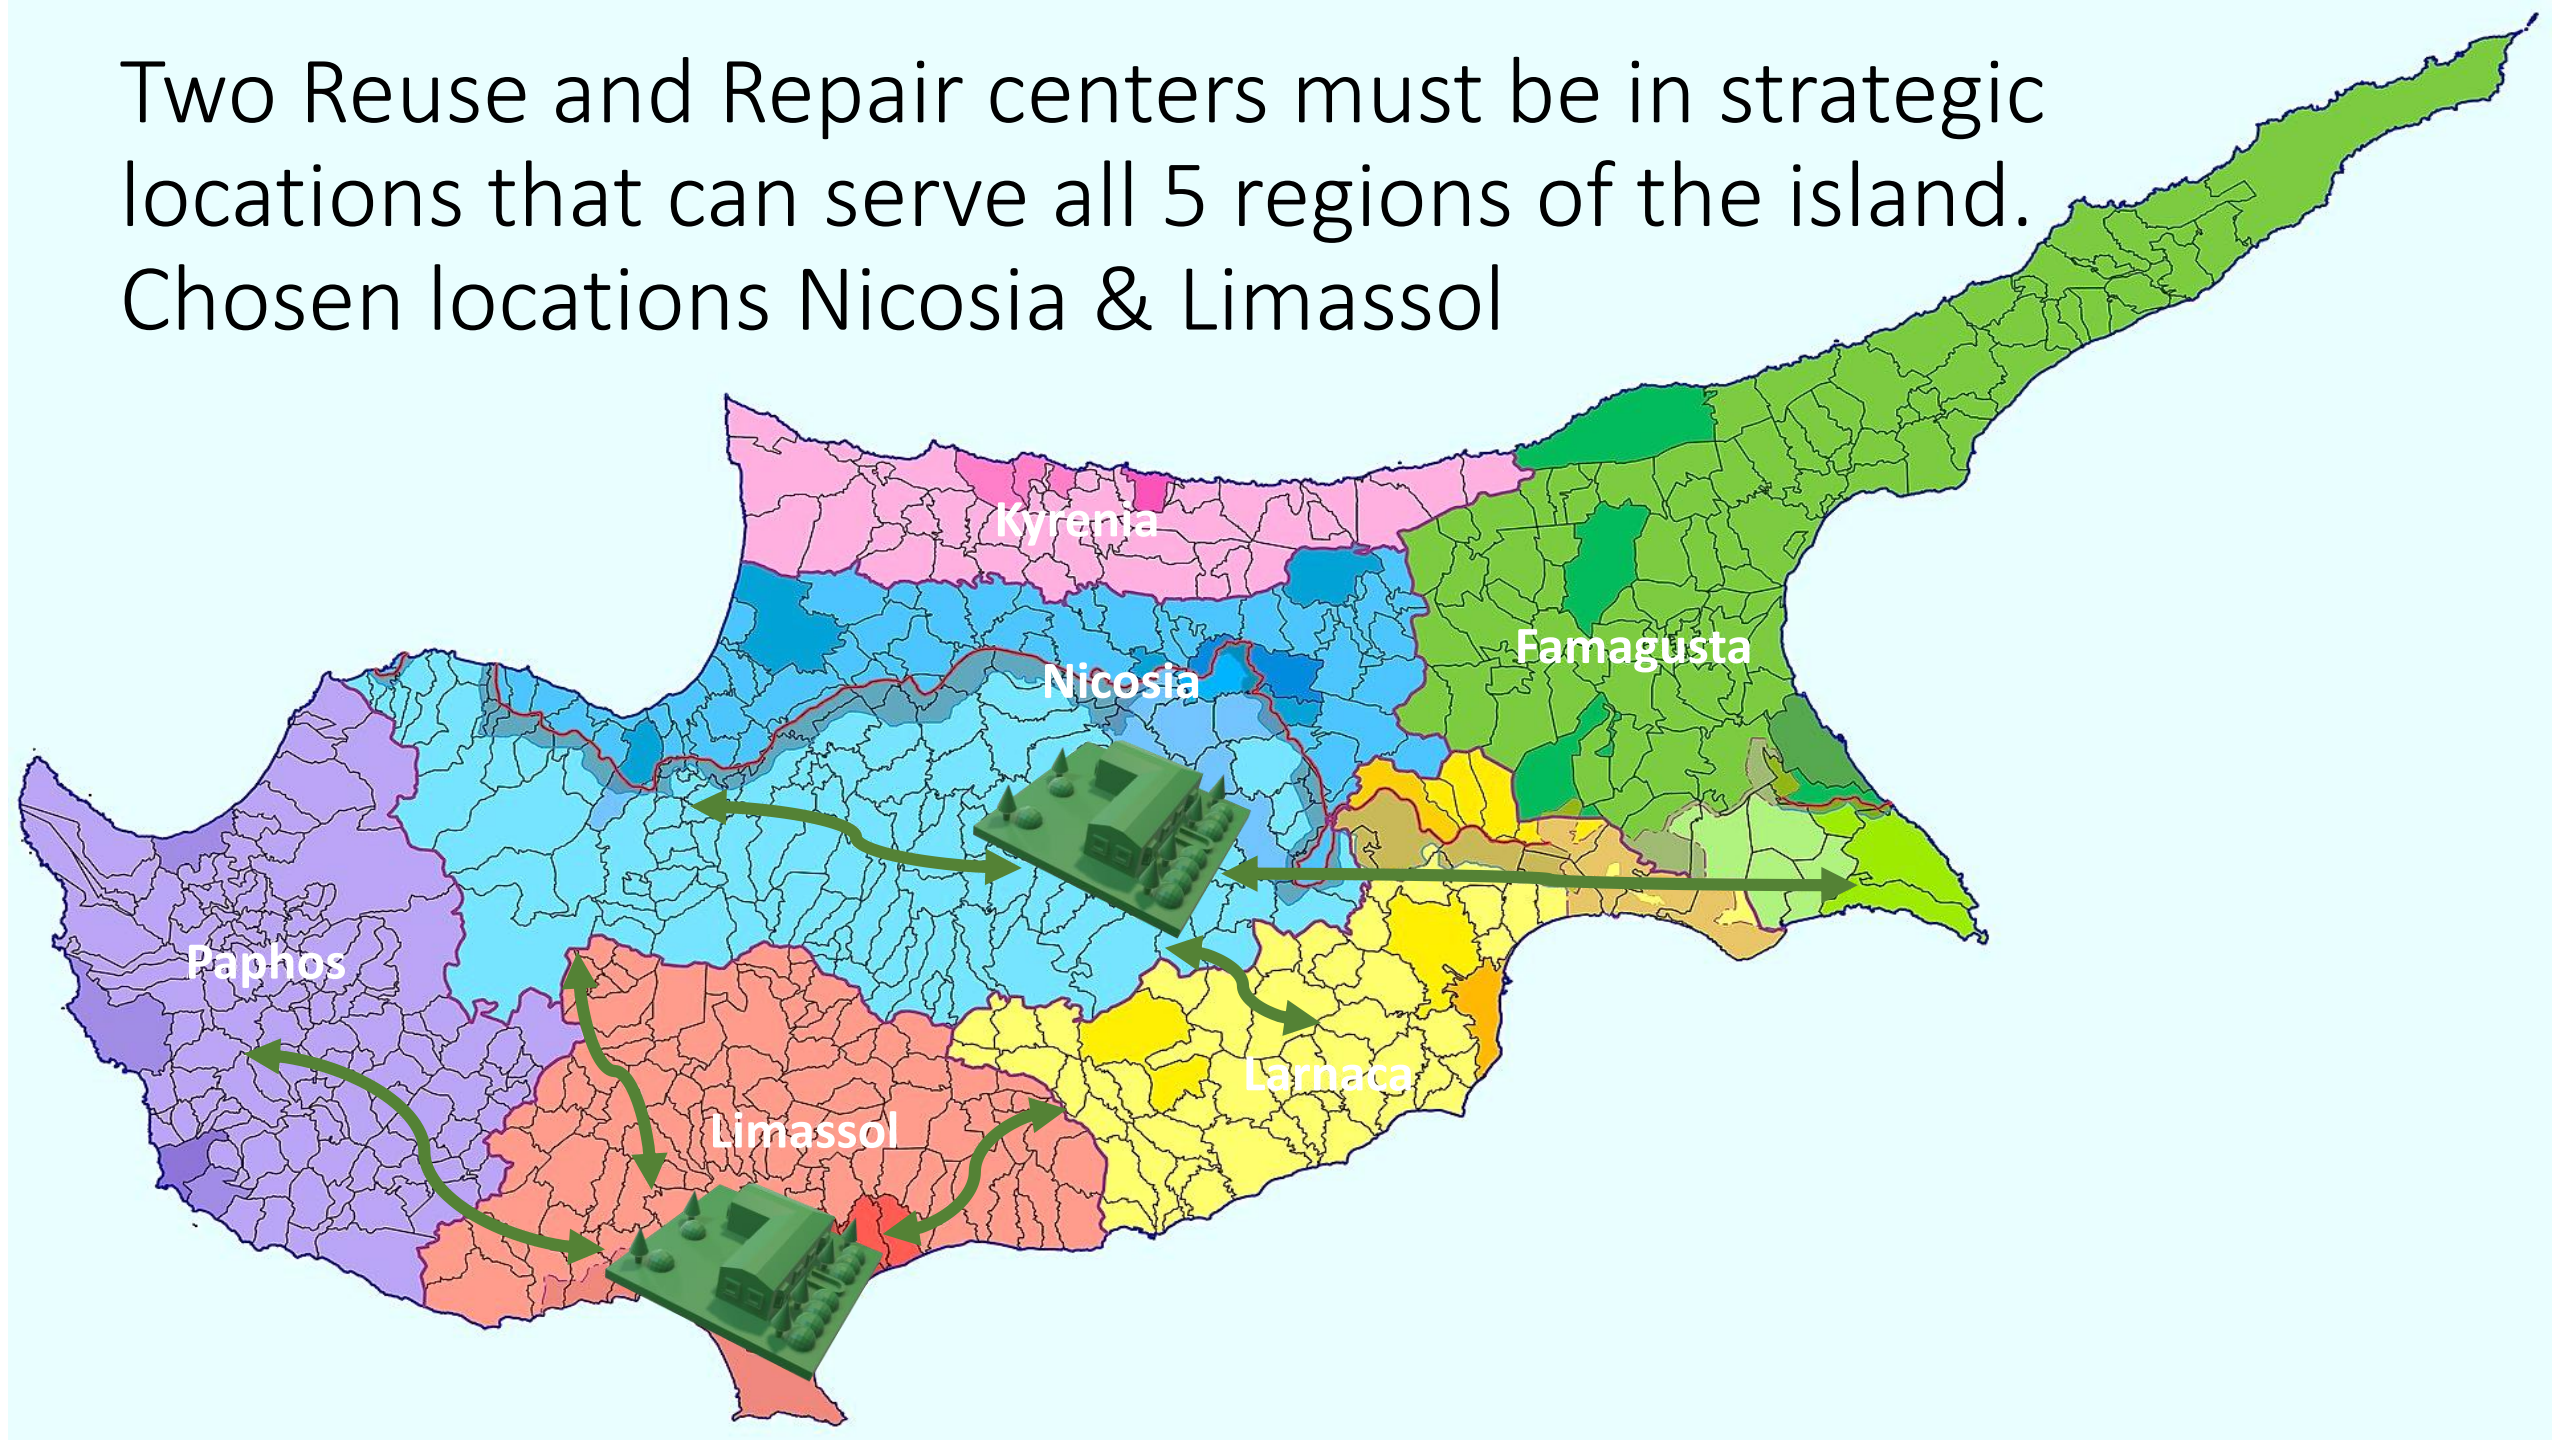 Two Reuse and Repair centers must be in strategic
locations that can serve all 5 regions of the island.
Chosen locations Nicosia & Limassol
Kyrenia
Famagusta
Nicosia
Paphos
Larnaca
Limassol